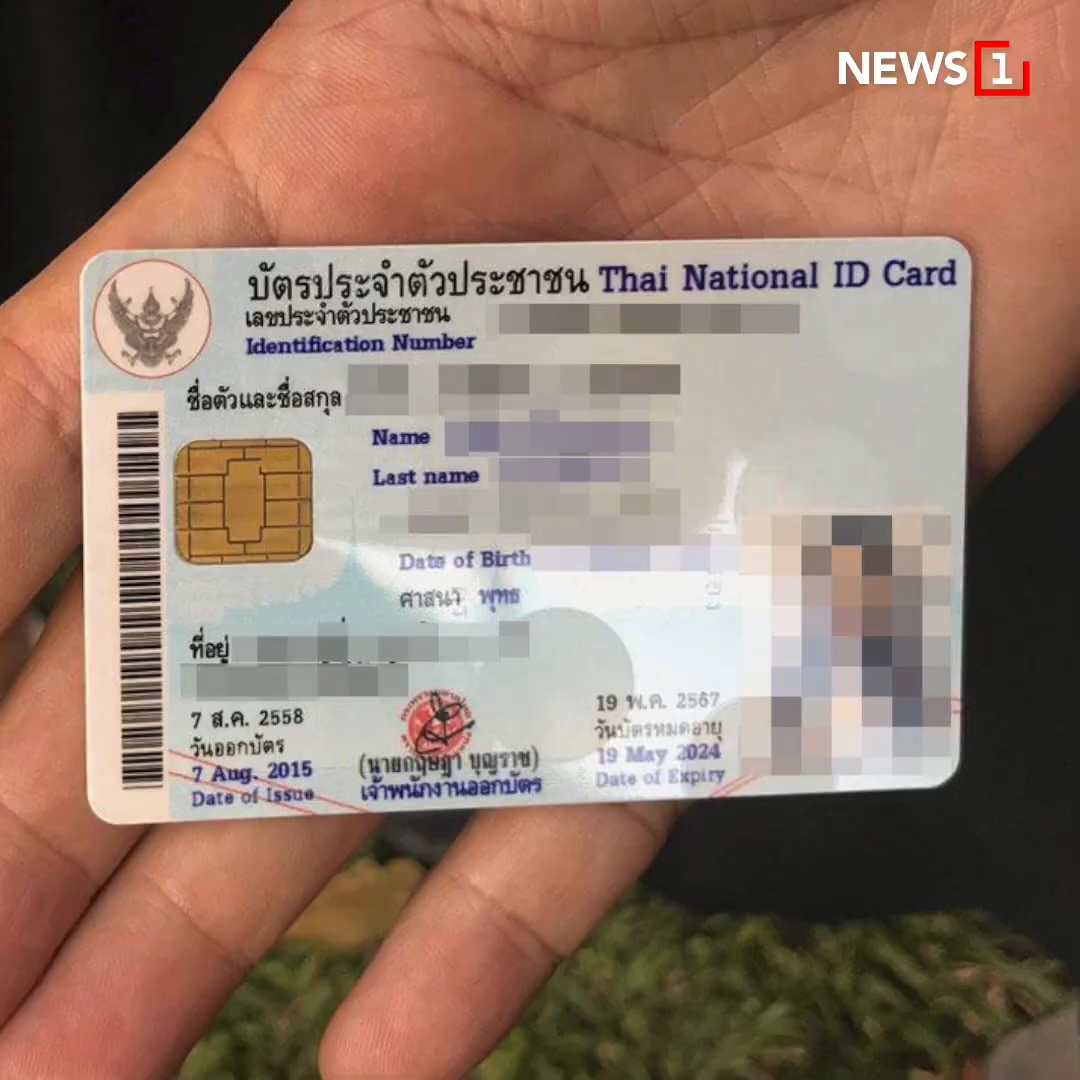 NEWS 1
บัตรประจำตัวประชาชน Thai National ID Card
เลขประจำตัวประชาชน
Identification Number
ชื่อตัวและชื่อสกุล
Name
Last name
Date of Birth
ศาสนา พุทธ
ที่อยู่
7 ส.ค. 2558
วันออกบัตร
7 Aug. 2015
Date of Issue
(นายกฤษฎา บุญราช)
เจ้าพนักงานออกบัตร
19 พ.ค. 2567
วันบัตรหมดอายุ
19 May 2024
Date of Expiry